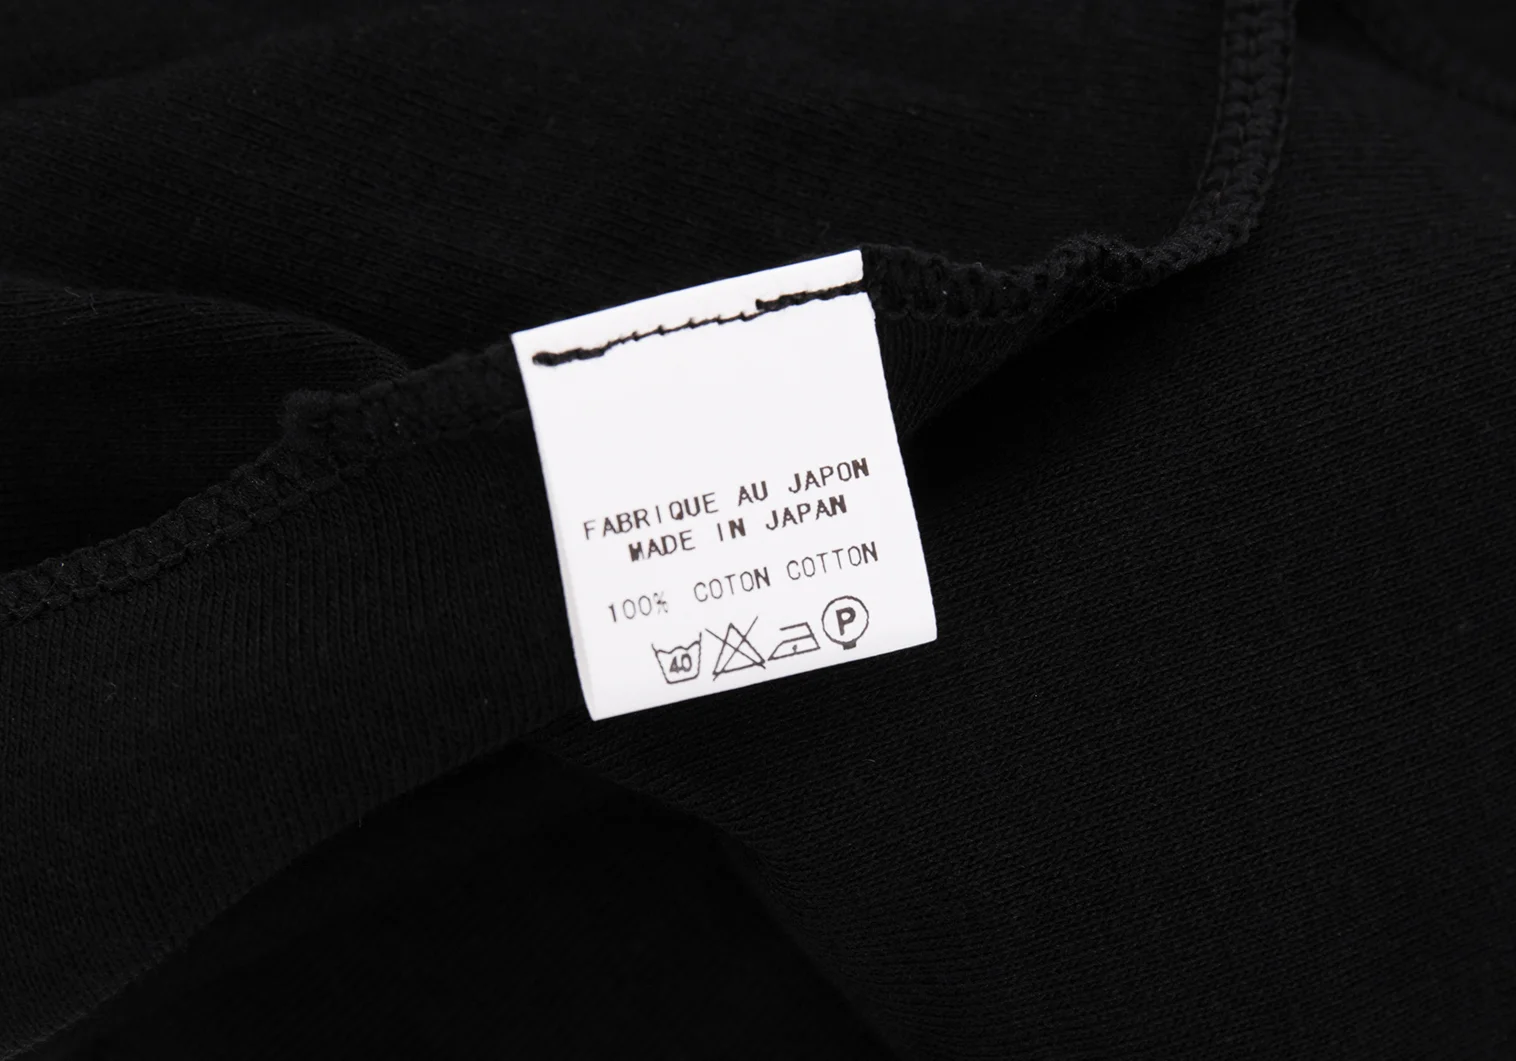 FABRIQUE AU JAPON
MADE IN JAPAN
100% COTON COTTON
40 P